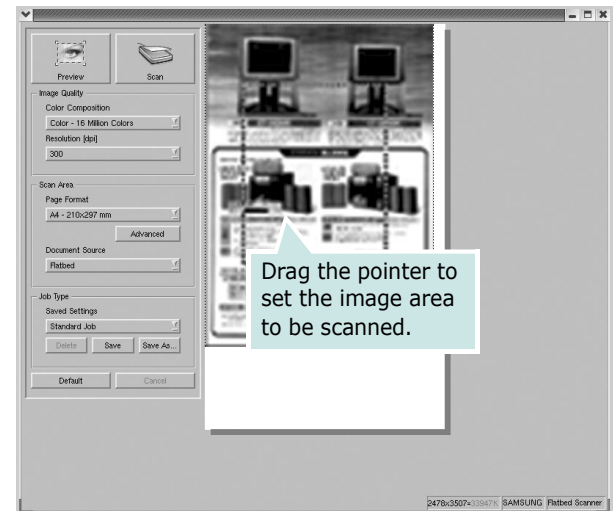 Preview
Scan
Image Quality
Color Composition
Color - 16 Million Colors
Resolution [dpi]
300
Scan Area
Page Format
A4 - 210x297 mm
Advanced
Document Source
Flatbed
Job Type
Saved Settings
Standard Job
Delete Save Save As...
Default Cancel
Drag the pointer to
set the image area
to be scanned.
2478x3507=33947K SAMSUNG Flatbed Scanner